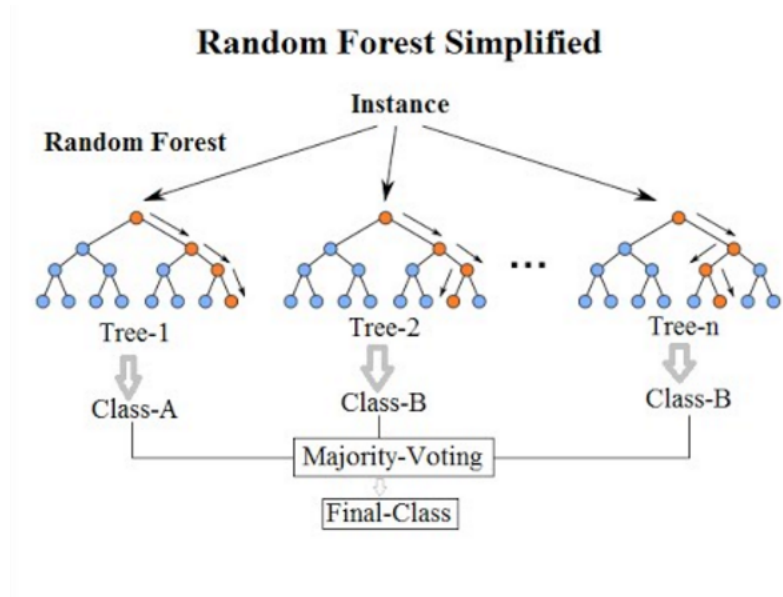 Random Forest Simplified
Instance
Random Forest
...
Tree-1
Tree-2
Tree-n
Class-A
Class-B
Class-B
Majority-Voting
Final-Class